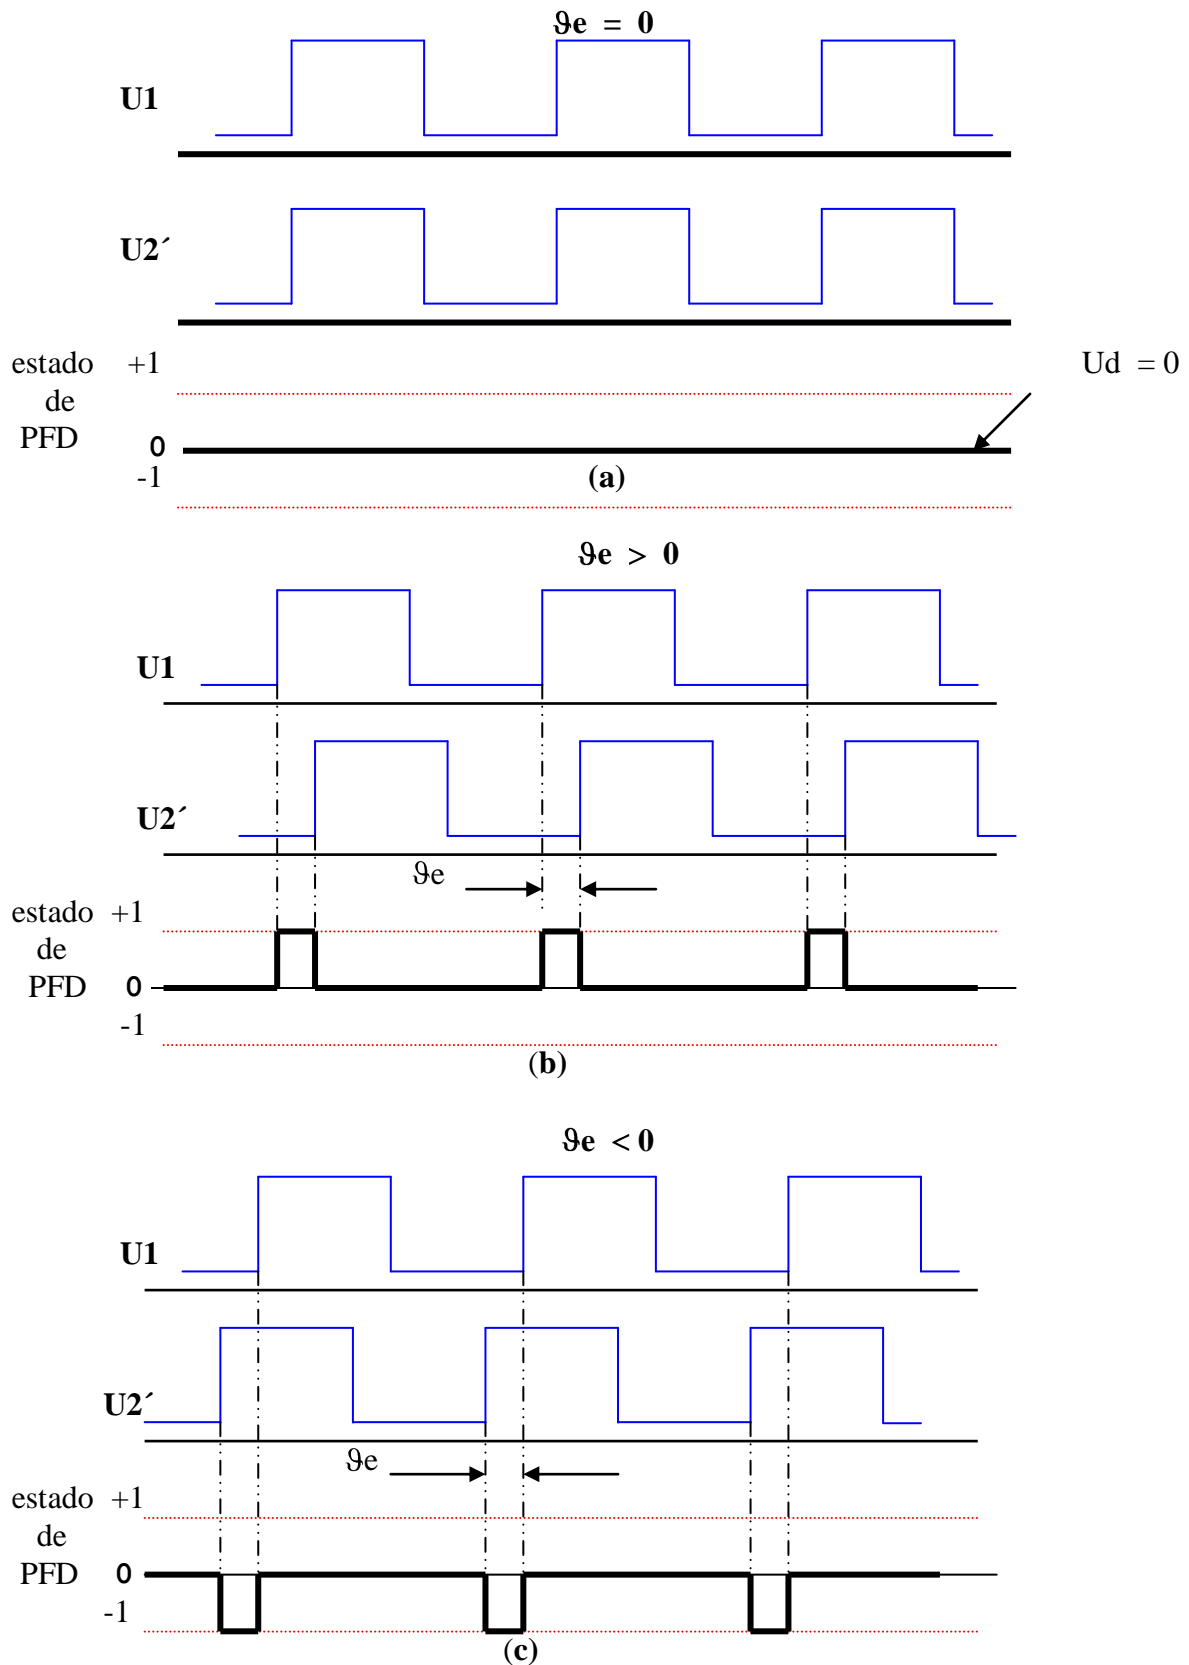 ϑe = 0
U1
U2´
estado +1
Ud = 0
de
PFD 0
-1
(a)
ϑe > 0
U1
U2´
ϑe
estado +1
de
PFD 0
-1
(b)
ϑe < 0
U1
U2´
ϑe
estado +1
de
PFD 0
-1
(c)